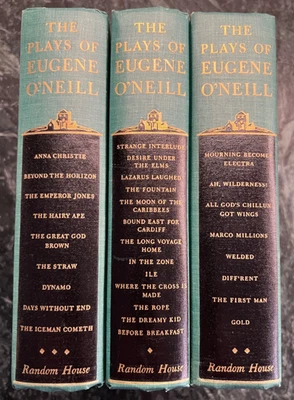 THE
PLAYS OF
EUGENE
O'NEILL
ANNA CHRISTIE
BEYOND THE HORIZON
THE EMPEROR JONES
THE HAIRY APE
THE GREAT GOD
BROWN
THE STRAW
DYNAMO
DAYS WITHOUT END
THE ICEMAN COMETH
Random House
THE
PLAYS OF
EUGENE
O'NEILL
STRANGE INTERLUDE
DESIRE UNDER
THE ELMS
LAZARUS LAUGHED
THE FOUNTAIN
THE MOON OF THE
CARIBBEES
BOUND EAST FOR
CARDIFF
THE LONG VOYAGE
HOME
IN THE ZONE
ILE
WHERE THE CROSS IS
MADE
THE ROPE
THE DREAMY KID
BEFORE BREAKFAST
Random House
THE
PLAYS OF
EUGENE
O'NEILL
MOURNING BECOMES
ELECTRA
AH, WILDERNESS!
ALL GOD'S CHILLUN
GOT WINGS
MARCO MILLIONS
WELDED
DIFF'RENT
THE FIRST MAN
GOLD
Random House